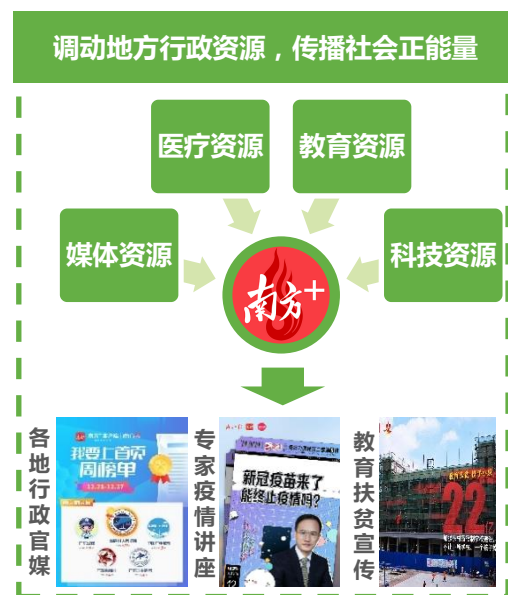 调动地方行政资源，传播社会正能量
医疗资源
教育资源
媒体资源
科技资源
南方+
各地行政官媒
我要上首页
周榜单
专家疫情讲座
新冠疫苗来了
能终止疫情吗?
教育扶贫宣传
22亿